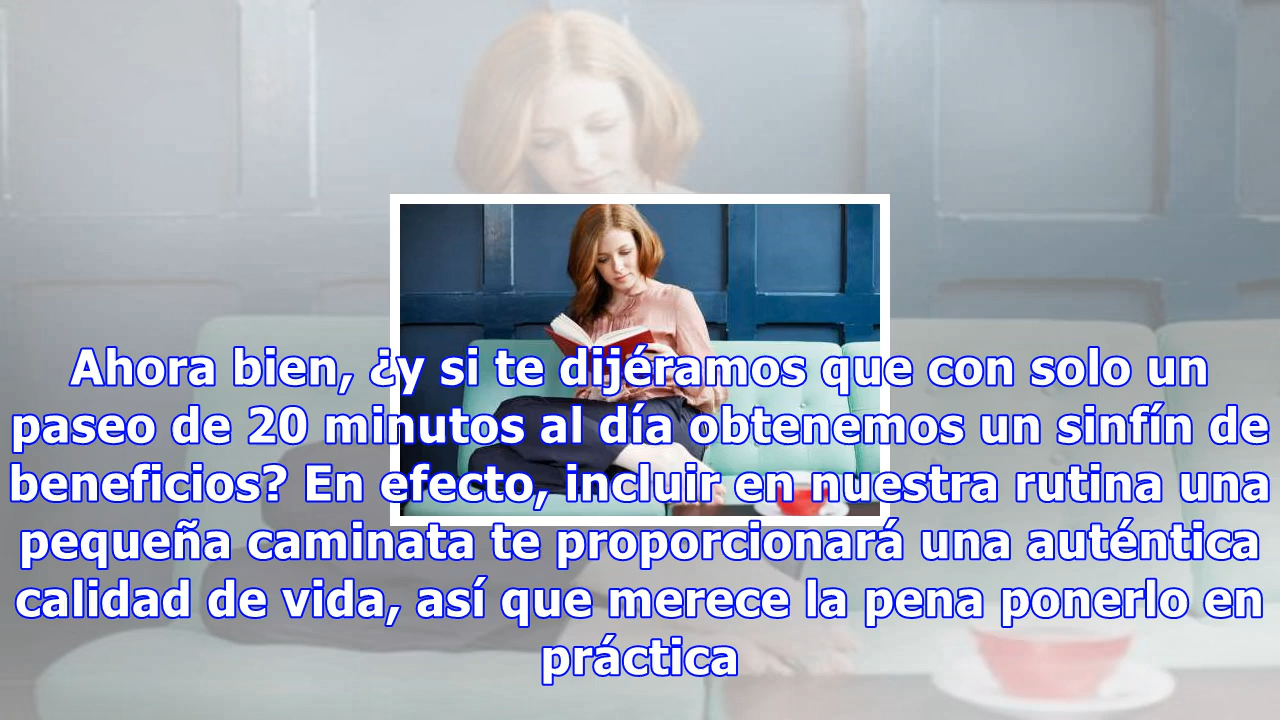 Ahora bien, ¿y si te dijéramos que con solo un
paseo de 20 minutos al día obtenemos un sinfín de
beneficios? En efecto, incluir en nuestra rutina una
pequeña caminata te proporcionará una auténtica
calidad de vida, así que merece la pena ponerlo en
práctica